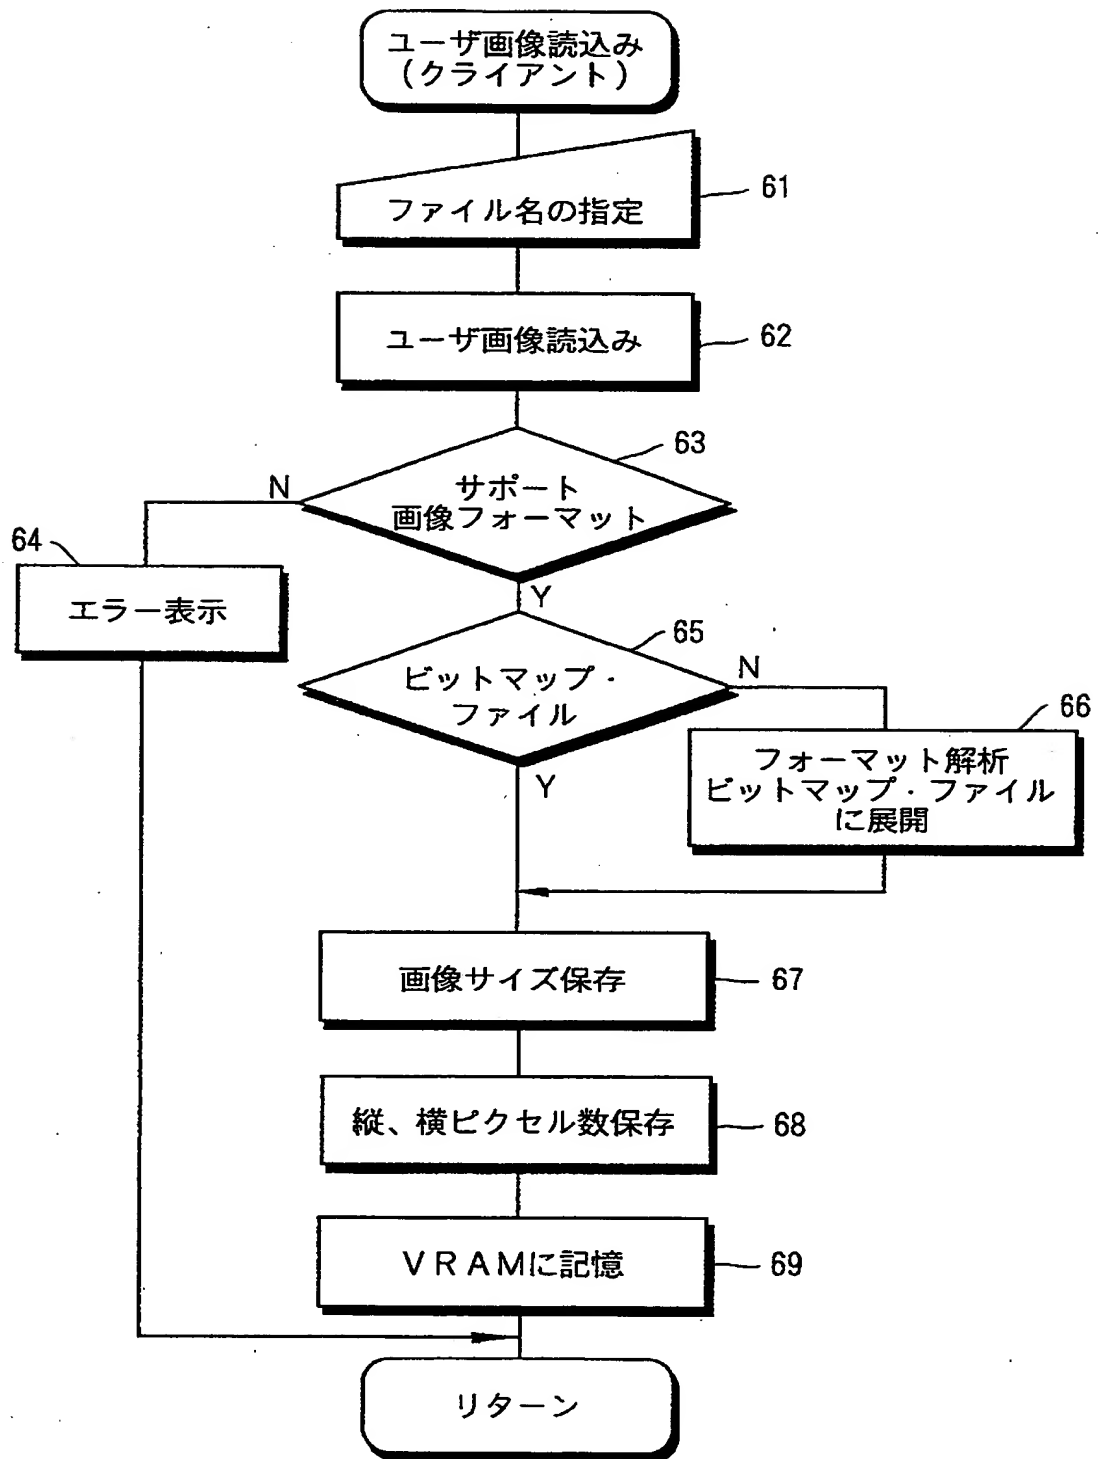 ユーザ画像読込み
(クライアント)
ファイル名の指定
61
ユーザ画像読込み
62
63
サポート
画像フォーマット
N
Y
64
エラー表示
65
ビットマップ・
ファイル
N
Y
66
フォーマット解析
ビットマップ・ファイル
に展開
画像サイズ保存
67
縦、横ピクセル数保存
68
VRAMに記憶
69
リターン